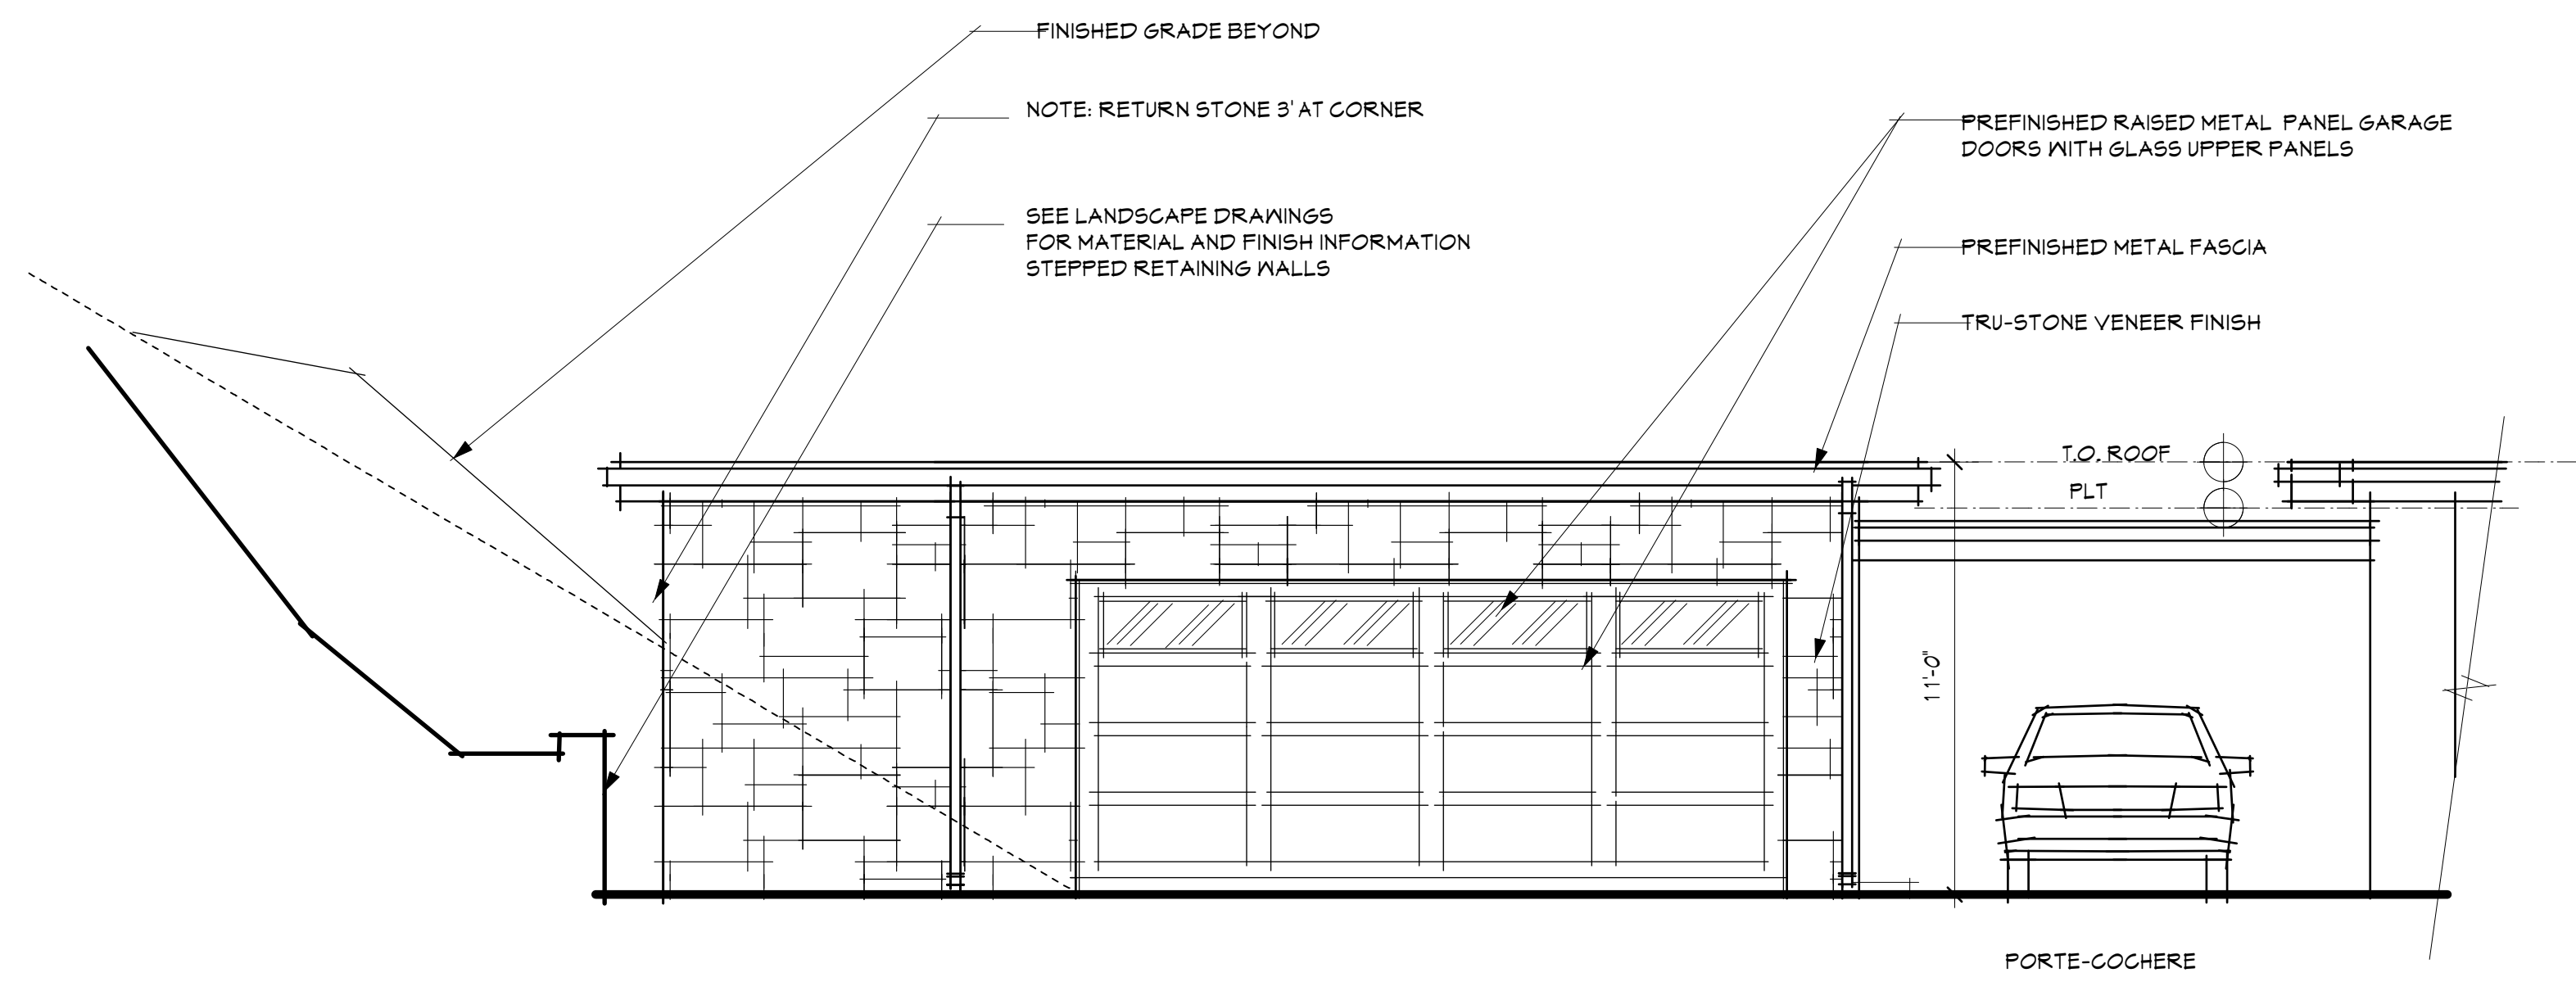 FINISHED GRADE BEYOND
NOTE: RETURN STONE 3' AT CORNER
SEE LANDSCAPE DRAWINGS
FOR MATERIAL AND FINISH INFORMATION
STEPPED RETAINING WALLS
PREFINISHED RAISED METAL PANEL GARAGE
DOORS WITH GLASS UPPER PANELS
PREFINISHED METAL FASCIA
TRU-STONE VENEER FINISH
T.O. ROOF
PLT
11'-0"
PORTE-COCHERE